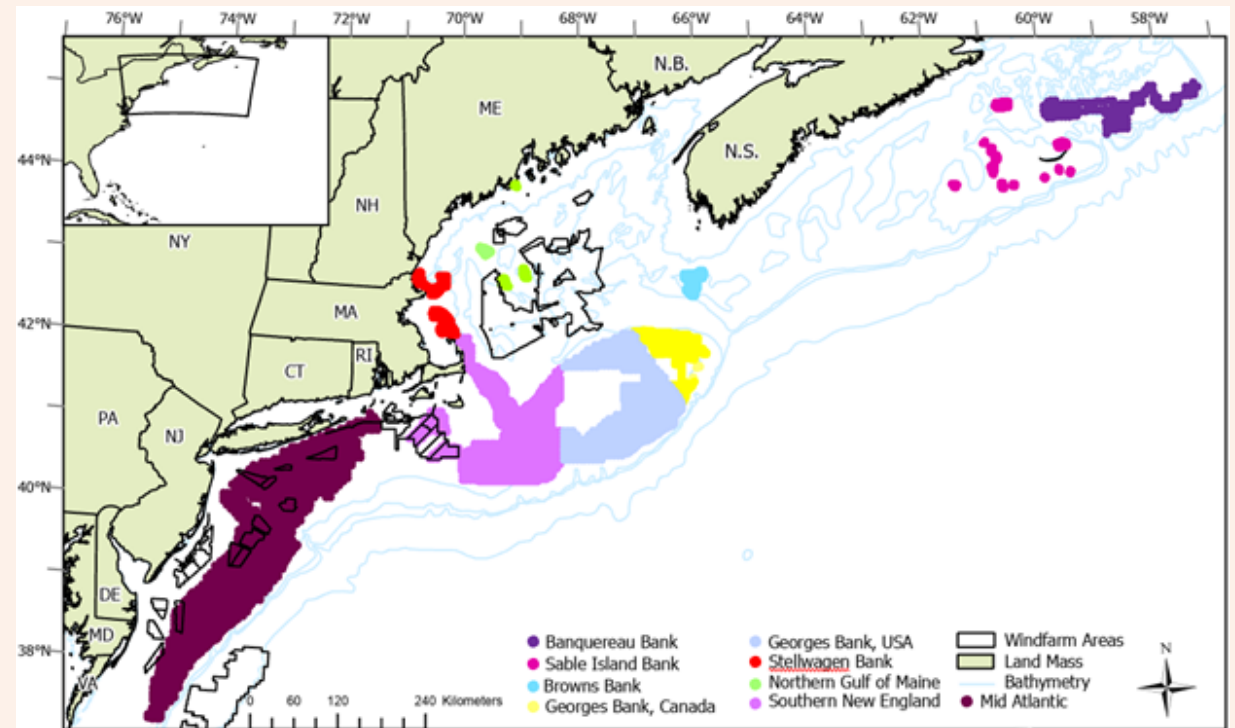 76°W 74°W 72°W 70°W 68°W 66°W 64°W 62°W 60°W 58°W
N.B.
ME
N.S.
44°N
NH
NY
MA
42°N
CT RI
PA
NJ
40°N
DE
MD
38°N
VA
0 60 120 240 Kilometers
Banquereau Bank
Sable Island Bank
Browns Bank
Georges Bank, Canada
Georges Bank, USA
Stellwagen Bank
Northern Gulf of Maine
Southern New England
Windfarm Areas
Land Mass
Bathymetry
Mid Atlantic
N